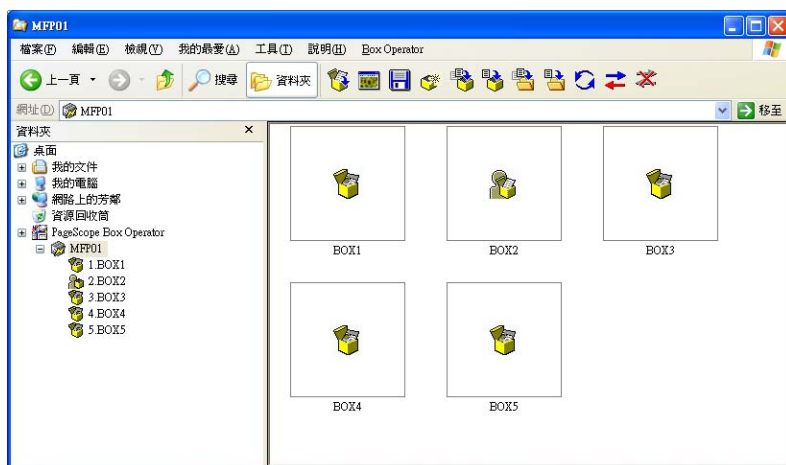 MFP01
檔案(F) 編輯(E) 檢視(V) 我的最愛(A) 工具(T) 說明(H) Box Operator
上一頁 搜尋 資料夾
網址(D) MFP01 移至
資料夾
桌面
我的文件
我的電腦
網路上的芳鄰
資源回收筒
PageScope Box Operator
MFP01
1.BOX1
2.BOX2
3.BOX3
4.BOX4
5.BOX5
BOX1 BOX2 BOX3
BOX4 BOX5